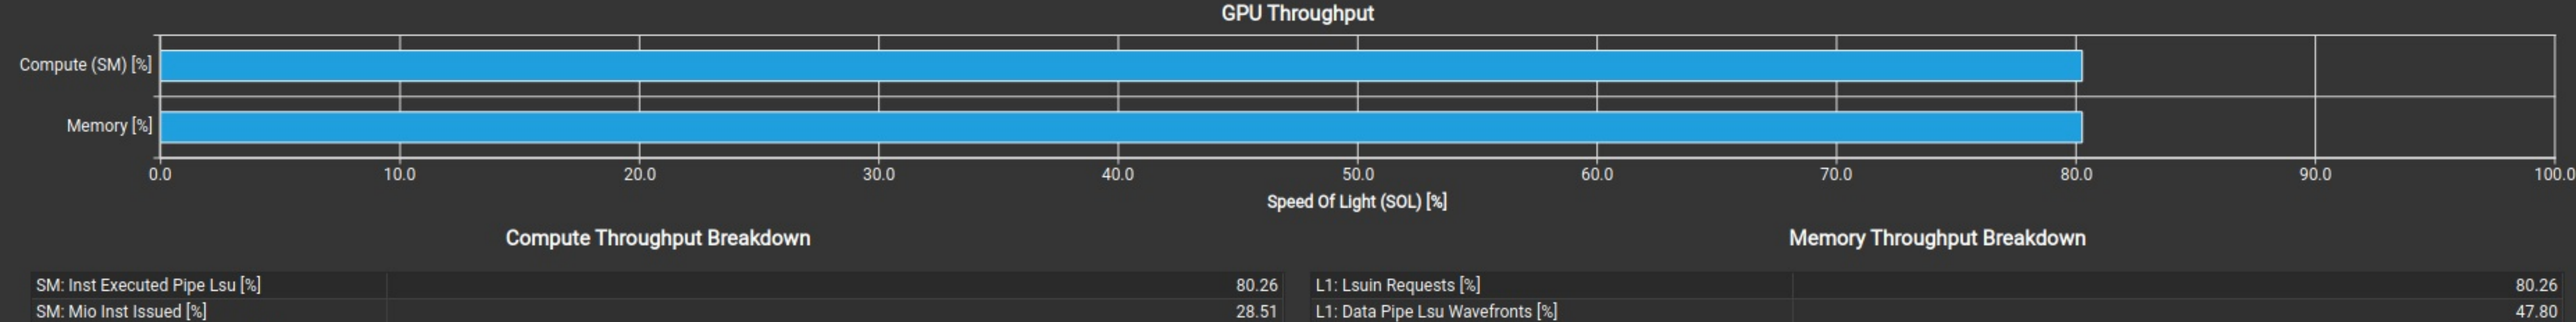 GPU Throughput
Compute (SM) [%]
Memory [%]
0.0 10.0 20.0 30.0 40.0 50.0 60.0 70.0 80.0 90.0 100.0
Speed Of Light (SOL) [%]
Compute Throughput Breakdown
SM: Inst Executed Pipe Lsu [%] 80.26
SM: Mio Inst Issued [%] 28.51
Memory Throughput Breakdown
L1: Lsuin Requests [%] 80.26
L1: Data Pipe Lsu Wavefronts [%] 47.80